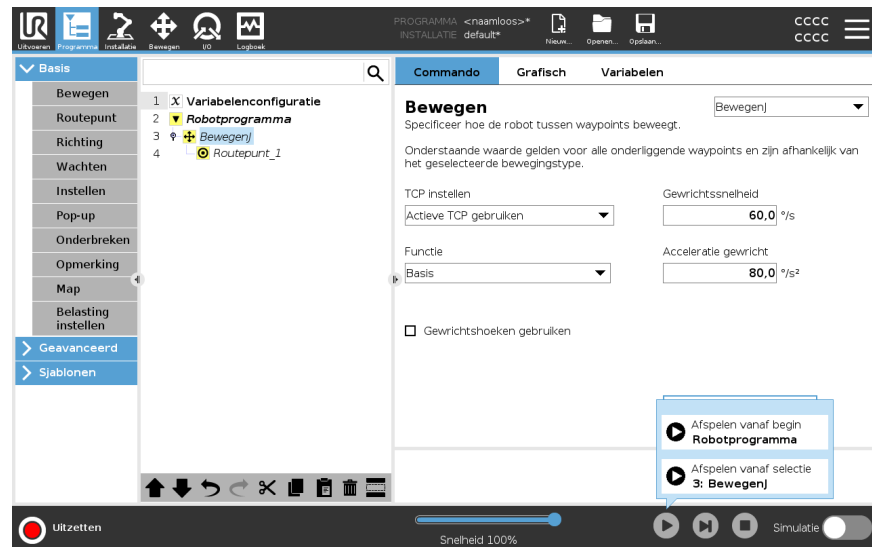 UR
Uitvoeren Programma Installatie Bewegen I/O Logboek
PROGRAMMA <naamloos>*
INSTALLATIE default*
Nieuw... Openen... Opslaan...
cccc
cccc
Basis
Bewegen
Routepunt
Richting
Wachten
Instellen
Pop-up
Onderbreken
Opmerking
Map
Belasting
instellen
Geavanceerd
Sjablonen
1 X Variabelenconfiguratie
2 Robotprogramma
3 BewegenJ
4 Routepunt_1
Commando Grafisch Variabelen
Bewegen
BewegenJ
Specificeer hoe de robot tussen waypoints beweegt.
Onderstaande waarde gelden voor alle onderliggende waypoints en zijn afhankelijk van
het geselecteerde bewegingstype.
TCP instellen Gewrichtssnelheid
Actieve TCP gebruiken 60,0 °/s
Functie Acceleratie gewricht
Basis 80,0 °/s²
Gewrichtshoeken gebruiken
Afspelen vanaf begin
Robotprogramma
Afspelen vanaf selectie
3: BewegenJ
Uitzetten
Snelheid 100%
Simulatie